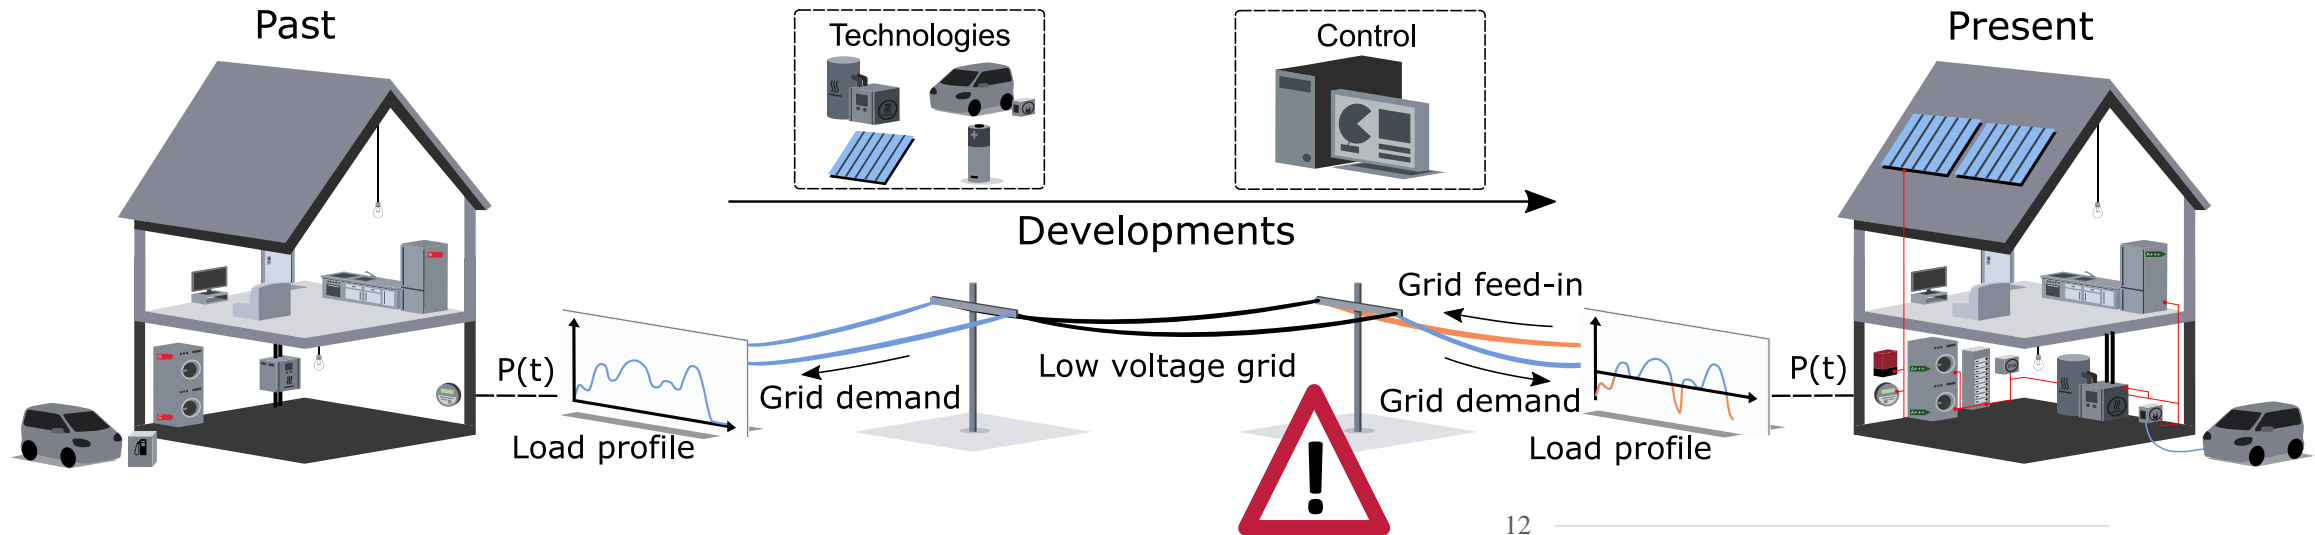 Past
Technologies
Control
Present
Developments
Grid feed-in
P(t)
Low voltage grid
P(t)
Grid demand
Grid demand
Load profile
Load profile
!
12